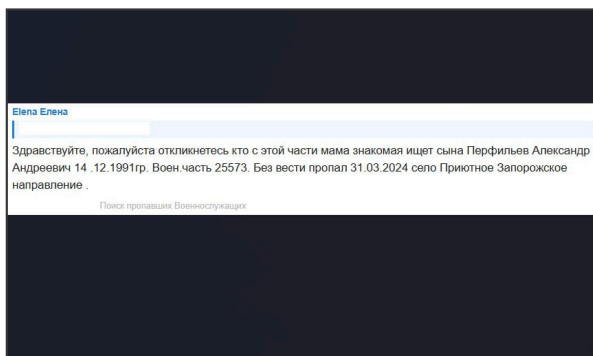 Elena Елена
Здравствуйте, пожалуйста откликнетесь кто с этой части мама знакомая ищет сына Перфильев Александр
Андреевич 14 .12.1991гр. Воен.часть 25573. Без вести пропал 31.03.2024 село Приютное Запорожское
направление .
Поиск пропавших Военнослужащих